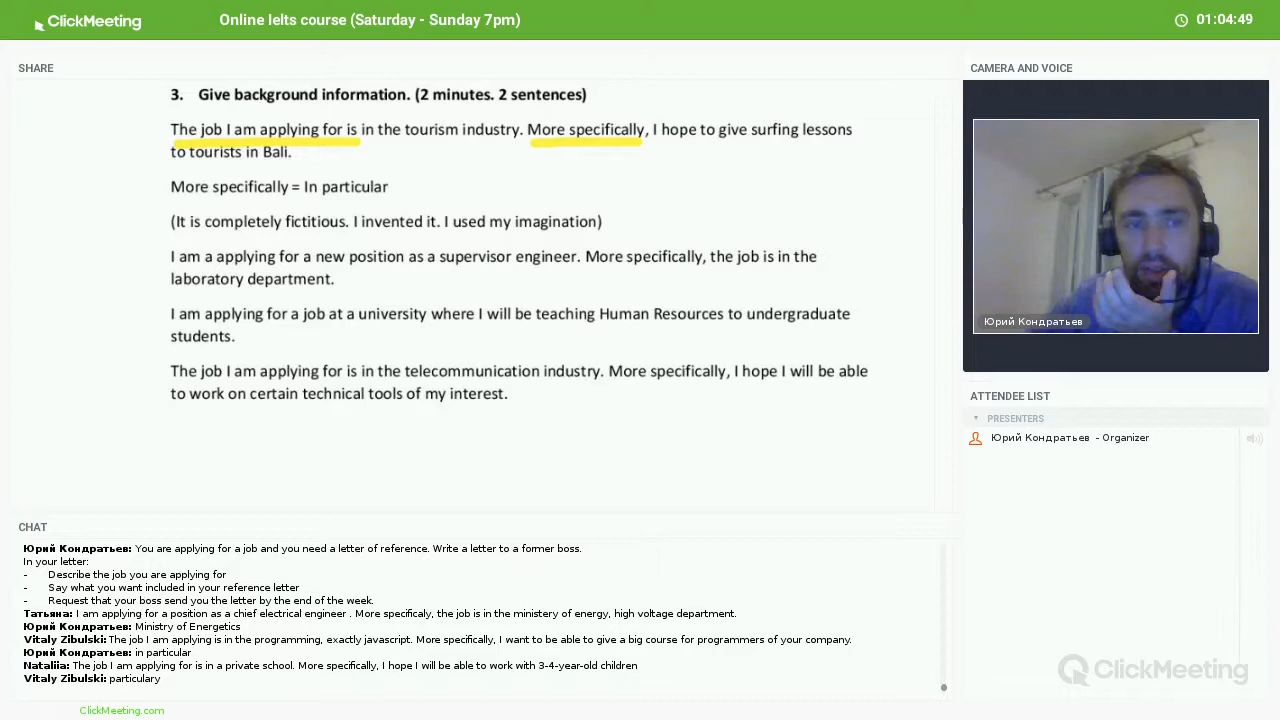 ClickMeeting
Online Ielts course (Saturday - Sunday 7pm)
01:04:49
SHARE
3. Give background information. (2 minutes. 2 sentences)
The job I am applying for is in the tourism industry. More specifically, I hope to give surfing lessons
to tourists in Bali.
More specifically = In particular
(It is completely fictitious. I invented it. I used my imagination)
I am a applying for a new position as a supervisor engineer. More specifically, the job is in the
laboratory department.
I am applying for a job at a university where I will be teaching Human Resources to undergraduate
students.
The job I am applying for is in the telecommunication industry. More specifically, I hope I will be able
to work on certain technical tools of my interest.
CAMERA AND VOICE
Юрий Кондратьев
ATTENDEE LIST
PRESENTERS
Юрий Кондратьев - Organizer
CHAT
Юрий Кондратьев: You are applying for a job and you need a letter of reference. Write a letter to a former boss.
In your letter:
- Describe the job you are applying for
- Say what you want included in your reference letter
- Request that your boss send you the letter by the end of the week.
Татьяна: I am applying for a position as a chief electrical engineer . More specificaly, the job is in the ministery of energy, high voltage department.
Юрий Кондратьев: Ministry of Energetics
Vitaly Zibulski: The job I am applying is in the programming, exactly javascript. More specifically, I want to be able to give a big course for programmers of your company.
Юрий Кондратьев: in particular
Nataliia: The job I am applying for is in a private school. More specifically, I hope I will be able to work with 3-4-year-old children
Vitaly Zibulski: particulary
ClickMeeting
ClickMeeting.com